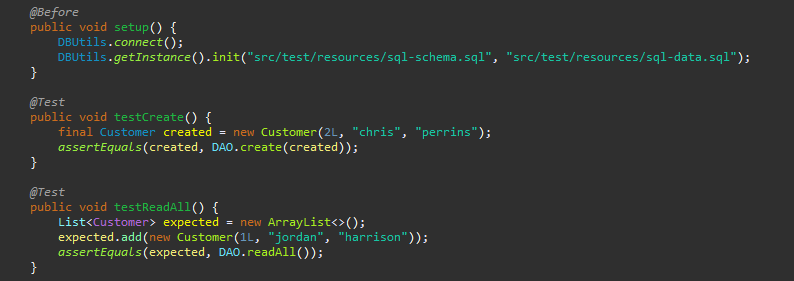 @Before
public void setup() {
DBUtils.connect();
DBUtils.getInstance().init("src/test/resources/sql-schema.sql", "src/test/resources/sql-data.sql");
}
@Test
public void testCreate() {
final Customer created = new Customer(2L, "chris", "perrins");
assertEquals(created, DAO.create(created));
}
@Test
public void testReadAll() {
List<Customer> expected = new ArrayList<>();
expected.add(new Customer(1L, "jordan", "harrison"));
assertEquals(expected, DAO.readAll());
}